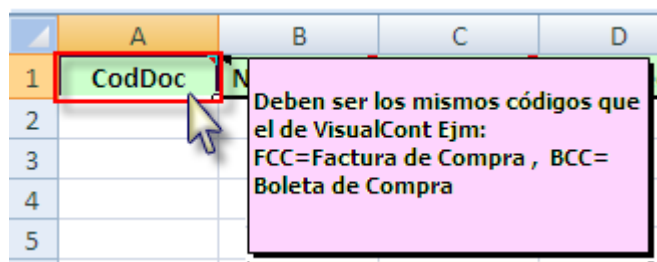 A B C D
1 CodDoc N
Deben ser los mismos códigos que
2 el de VisualCont Ejm:
3 FCC=Factura de Compra , BCC=
4 Boleta de Compra
5